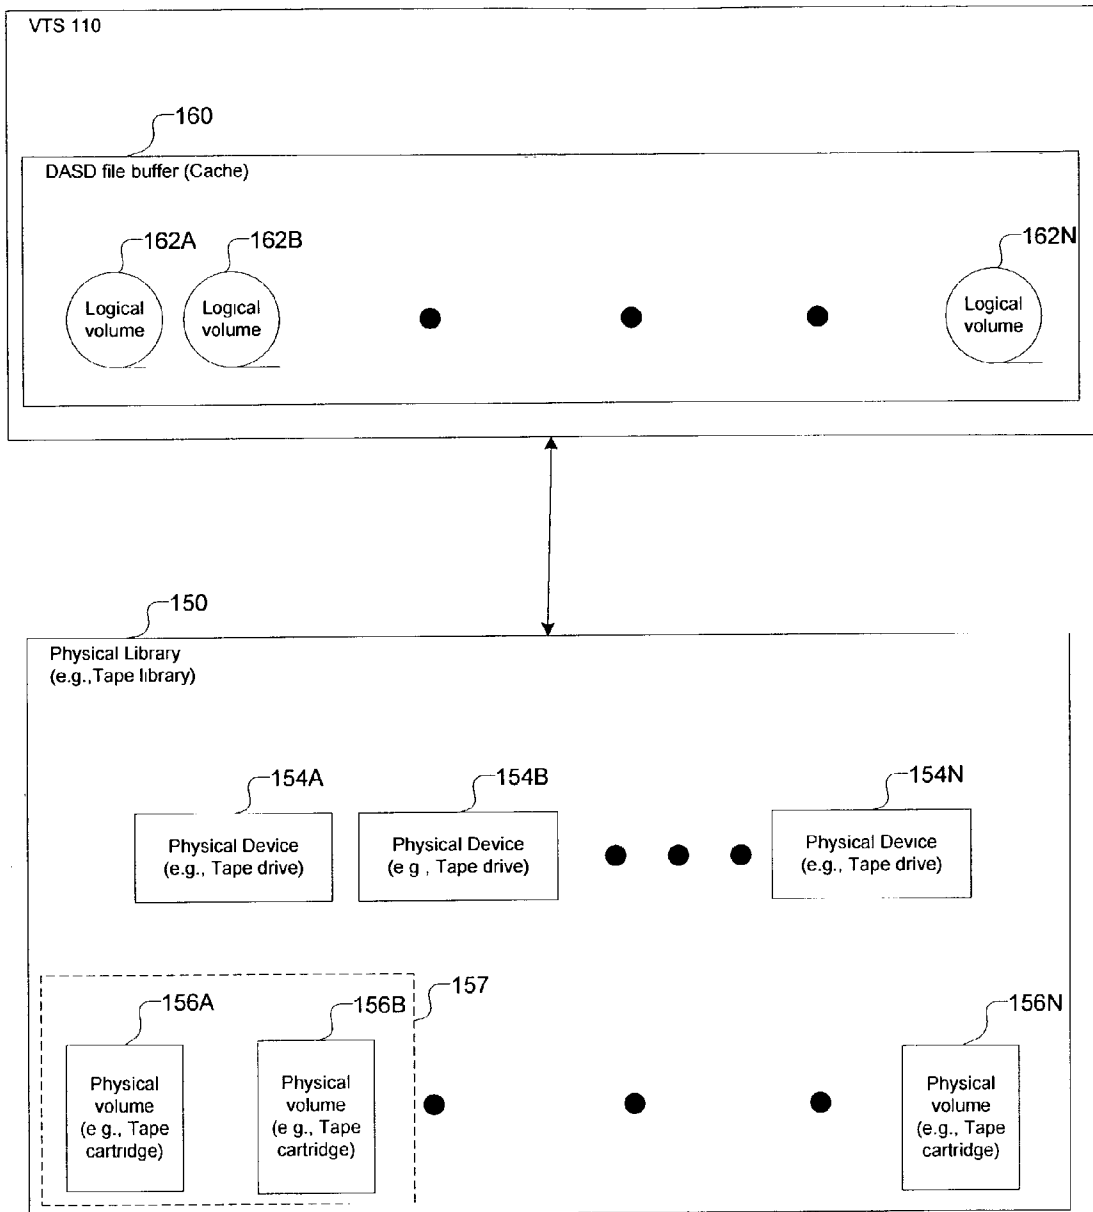 VTS 110
160
DASD file buffer (Cache)
162A
162B
162N
Logical
volume
Logical
volume
Logical
volume
150
Physical Library
(e.g.,Tape library)
154A
154B
154N
Physical Device
(e.g., Tape drive)
Physical Device
(e g , Tape drive)
Physical Device
(e.g., Tape drive)
157
156A
156B
156N
Physical
volume
(e g., Tape
cartridge)
Physical
volume
(e g., Tape
cartridge)
Physical
volume
(e.g., Tape
cartridge)